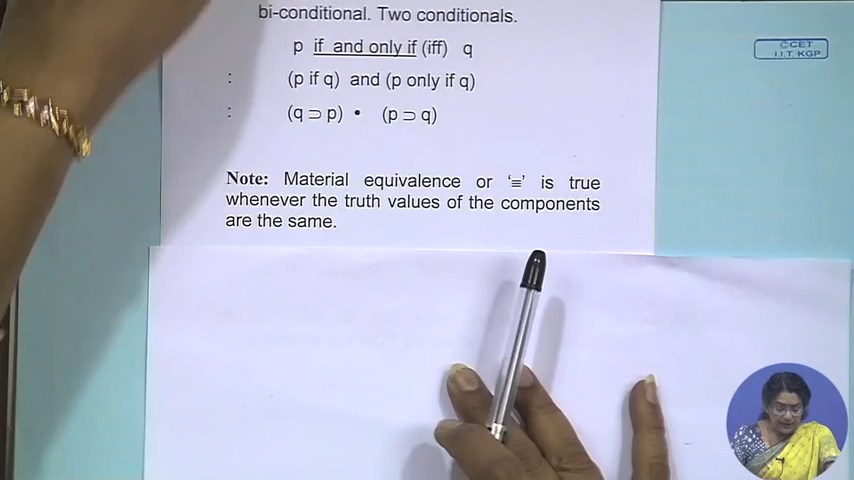 bi-conditional. Two conditionals.
p if and only if (iff) q
: (p if q) and (p only if q)
: (q ⊃ p) • (p ⊃ q)
Note: Material equivalence or ‘≡’ is true
whenever the truth values of the components
are the same.
©CET
I.I.T. KGP